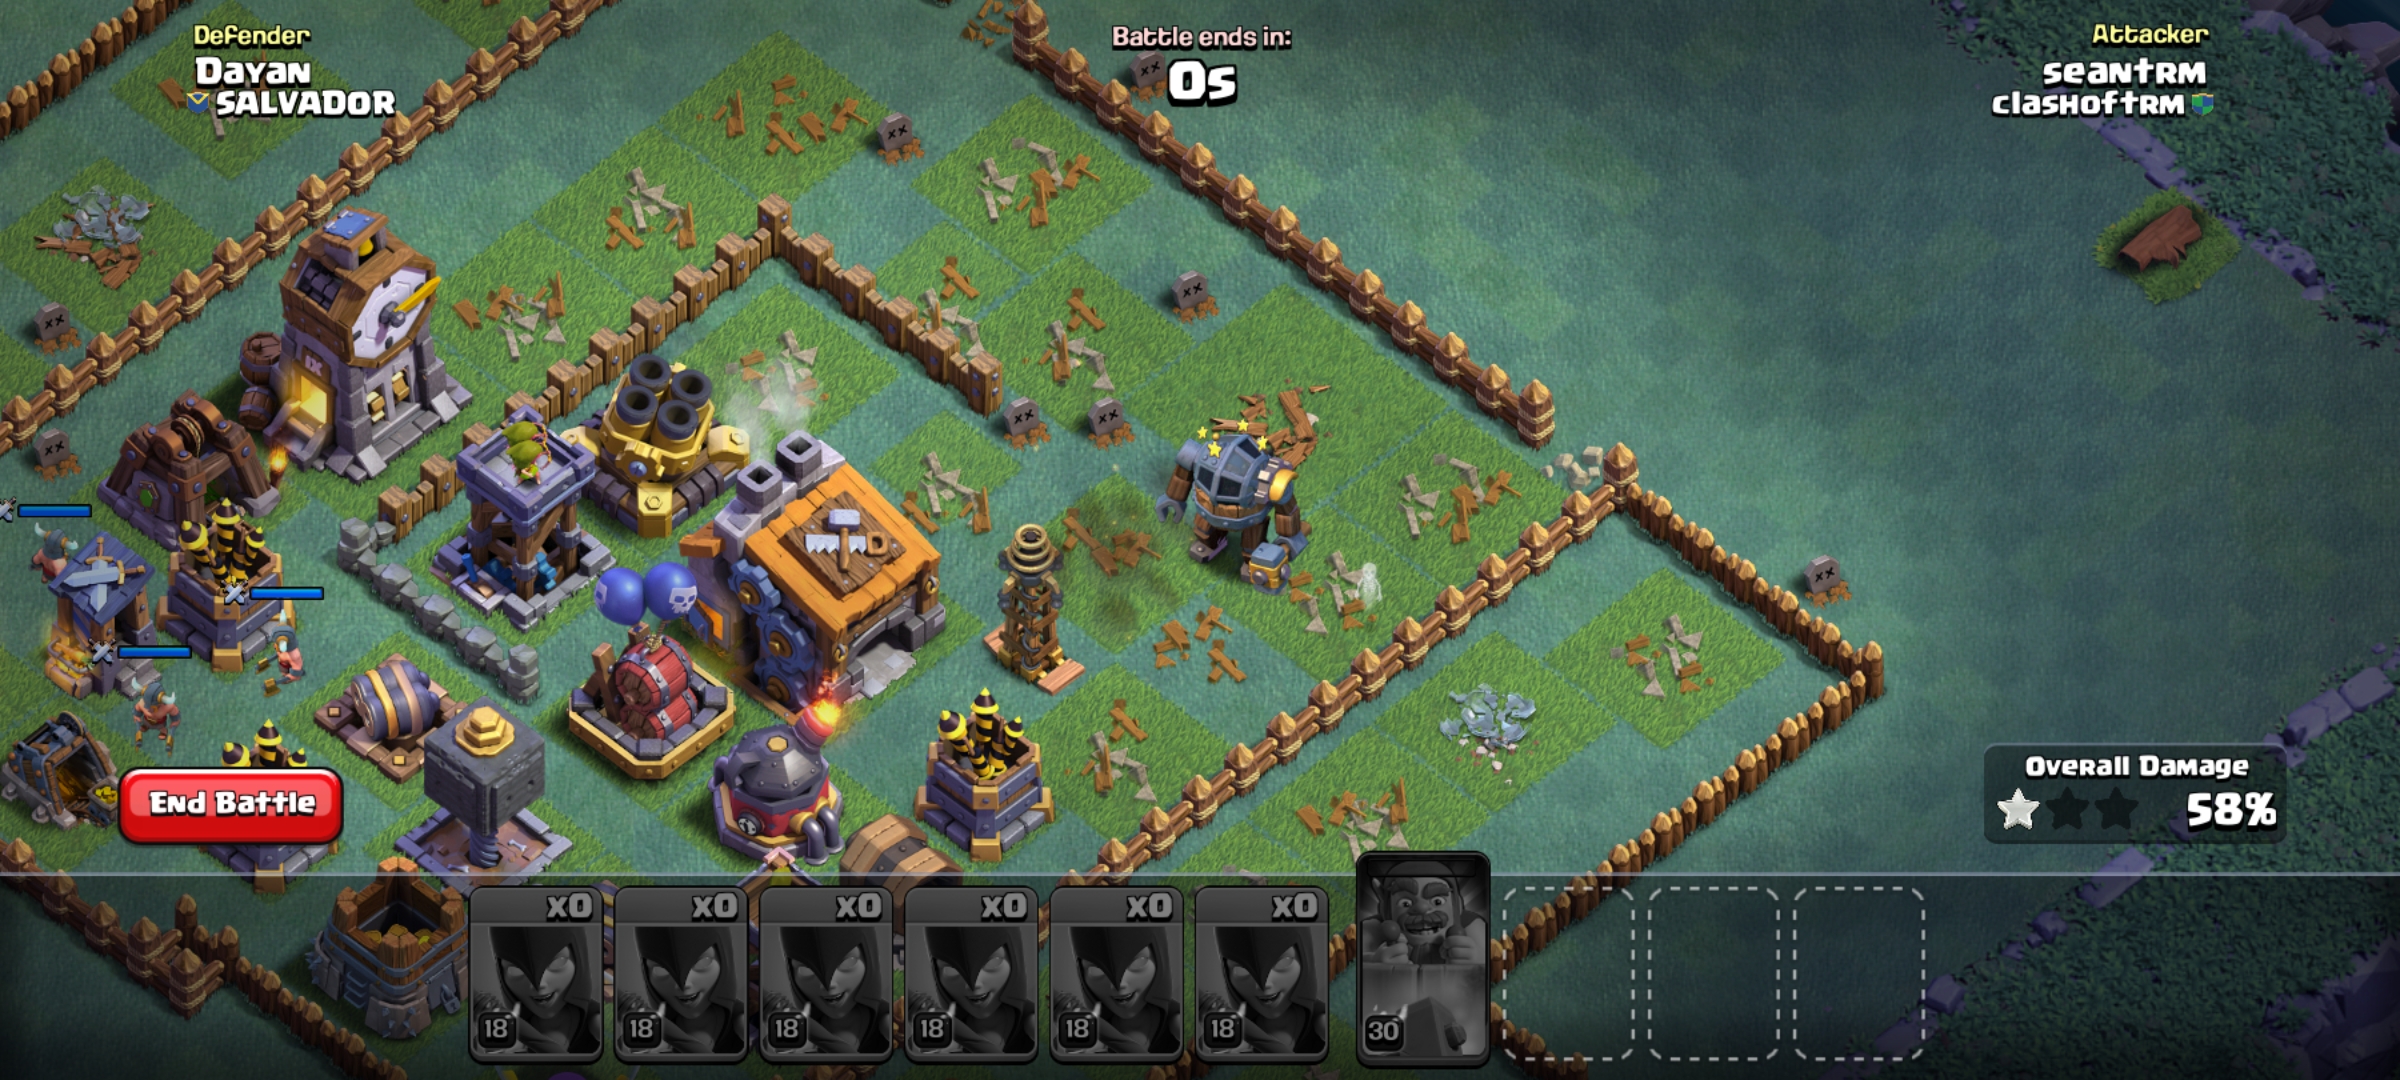 Defender
Dayan
SALVADOR
Battle ends in:
0s
Attacker
seantRM
clashoftRM
IX
End Battle
Overall Damage
58%
x0
x0
x0
x0
x0
x0
18
18
18
18
18
18
30